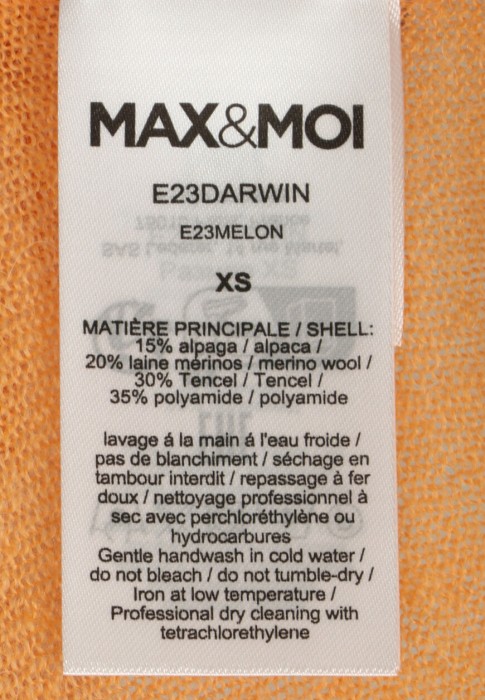 MAX&MOI
E23DARWIN
E23MELON
XS
MATIÈRE PRINCIPALE / SHELL:
15% alpaga / alpaca /
20% laine mérinos / merino wool /
30% Tencel / Tencel /
35% polyamide / polyamide
lavage á la main á l'eau froide /
pas de blanchiment / séchage en
tambour interdit / repassage à fer
doux / nettoyage professionnel à
sec avec perchloréthylène ou
hydrocarbures
Gentle handwash in cold water /
do not bleach / do not tumble-dry /
Iron at low temperature /
Professional dry cleaning with
tetrachlorethylene